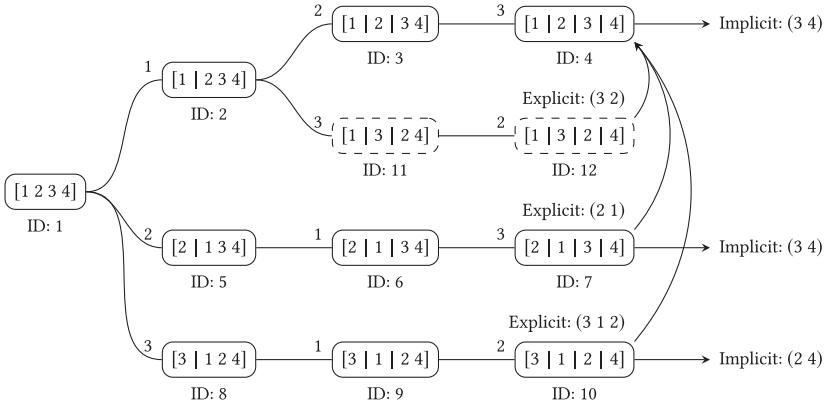 2 [1 | 2 | 3 4] 3 [1 | 2 | 3 | 4] Implicit: (3 4)
ID: 3 ID: 4
1 [1 | 2 3 4]
ID: 2
Explicit: (3 2)
3 [1 | 3 | 2 4] 2 [1 | 3 | 2 | 4]
ID: 11 ID: 12
[1 2 3 4]
ID: 1
Explicit: (2 1)
2 [2 | 1 3 4] 1 [2 | 1 | 3 4] 3 [2 | 1 | 3 | 4] Implicit: (3 4)
ID: 5 ID: 6 ID: 7
Explicit: (3 1 2)
3 [3 | 1 2 4] 1 [3 | 1 | 2 4] 2 [3 | 1 | 2 | 4] Implicit: (2 4)
ID: 8 ID: 9 ID: 10